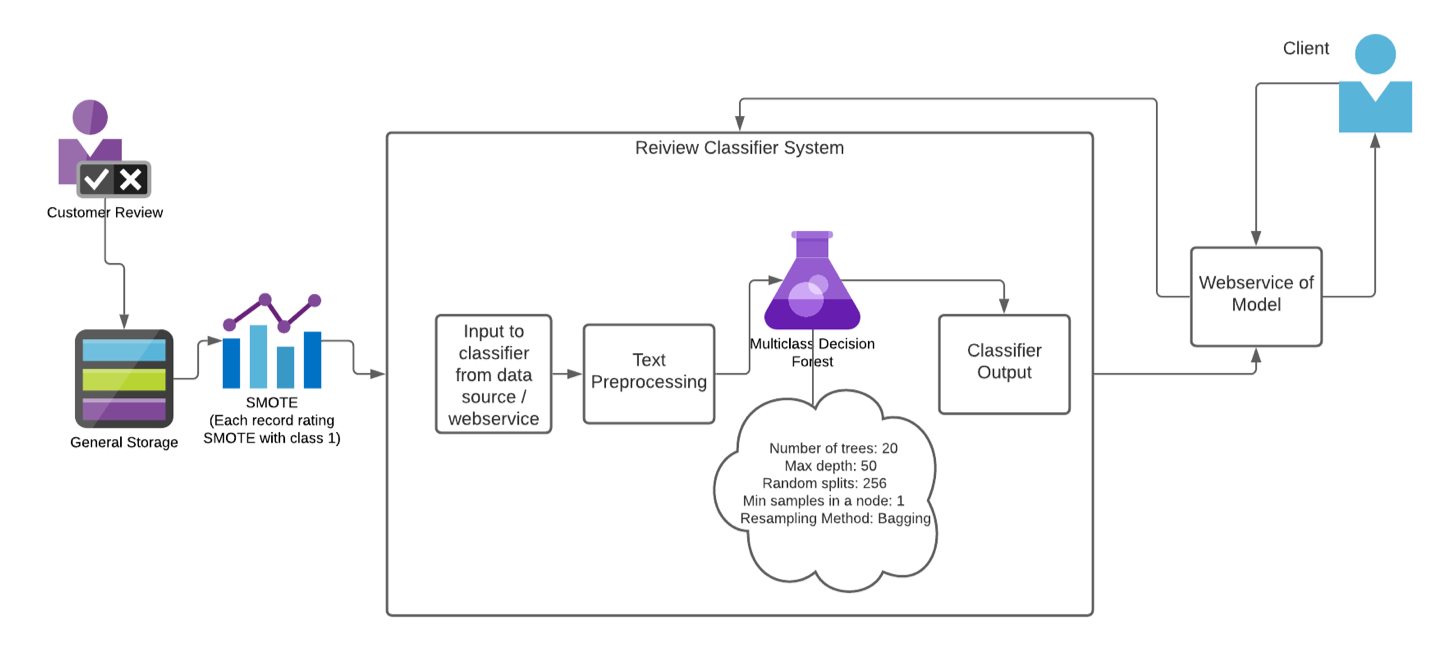 Client
Reiview Classifier System
Customer Review
General Storage
SMOTE
(Each record rating
SMOTE with class 1)
Input to
classifier
from data
source /
webservice
Text
Preprocessing
Multiclass Decision
Forest
Number of trees: 20
Max depth: 50
Random splits: 256
Min samples in a node: 1
Resampling Method: Bagging
Classifier
Output
Webservice of
Model